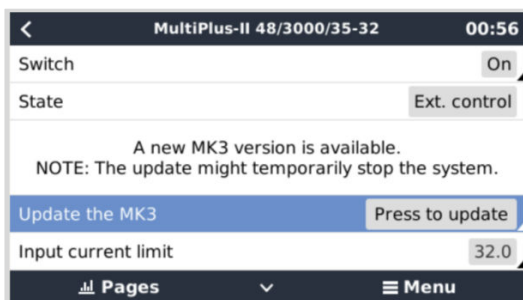 MultiPlus-II 48/3000/35-32 00:56
Switch On
State Ext. control
A new MK3 version is available.
NOTE: The update might temporarily stop the system.
Update the MK3 Press to update
Input current limit 32.0
Pages Menu